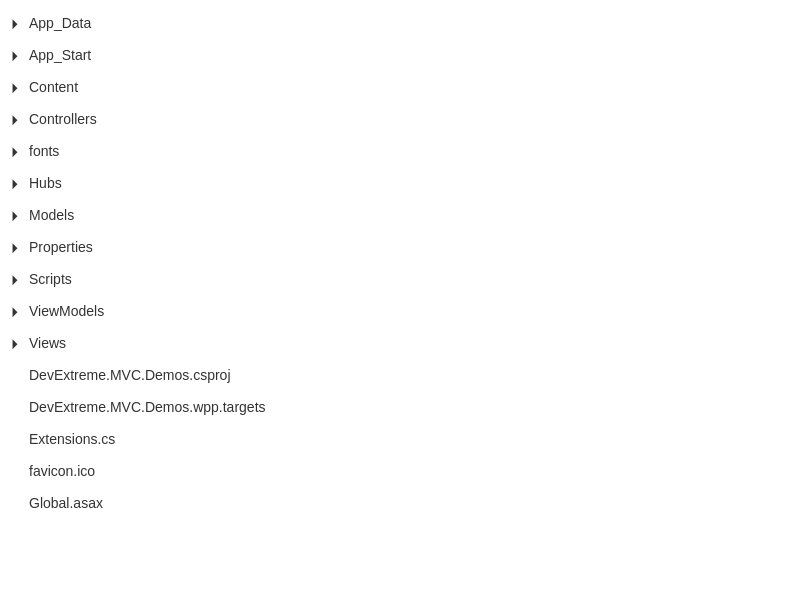 App_Data
App_Start
Content
Controllers
fonts
Hubs
Models
Properties
Scripts
ViewModels
Views
DevExtreme.MVC.Demos.csproj
DevExtreme.MVC.Demos.wpp.targets
Extensions.cs
favicon.ico
Global.asax